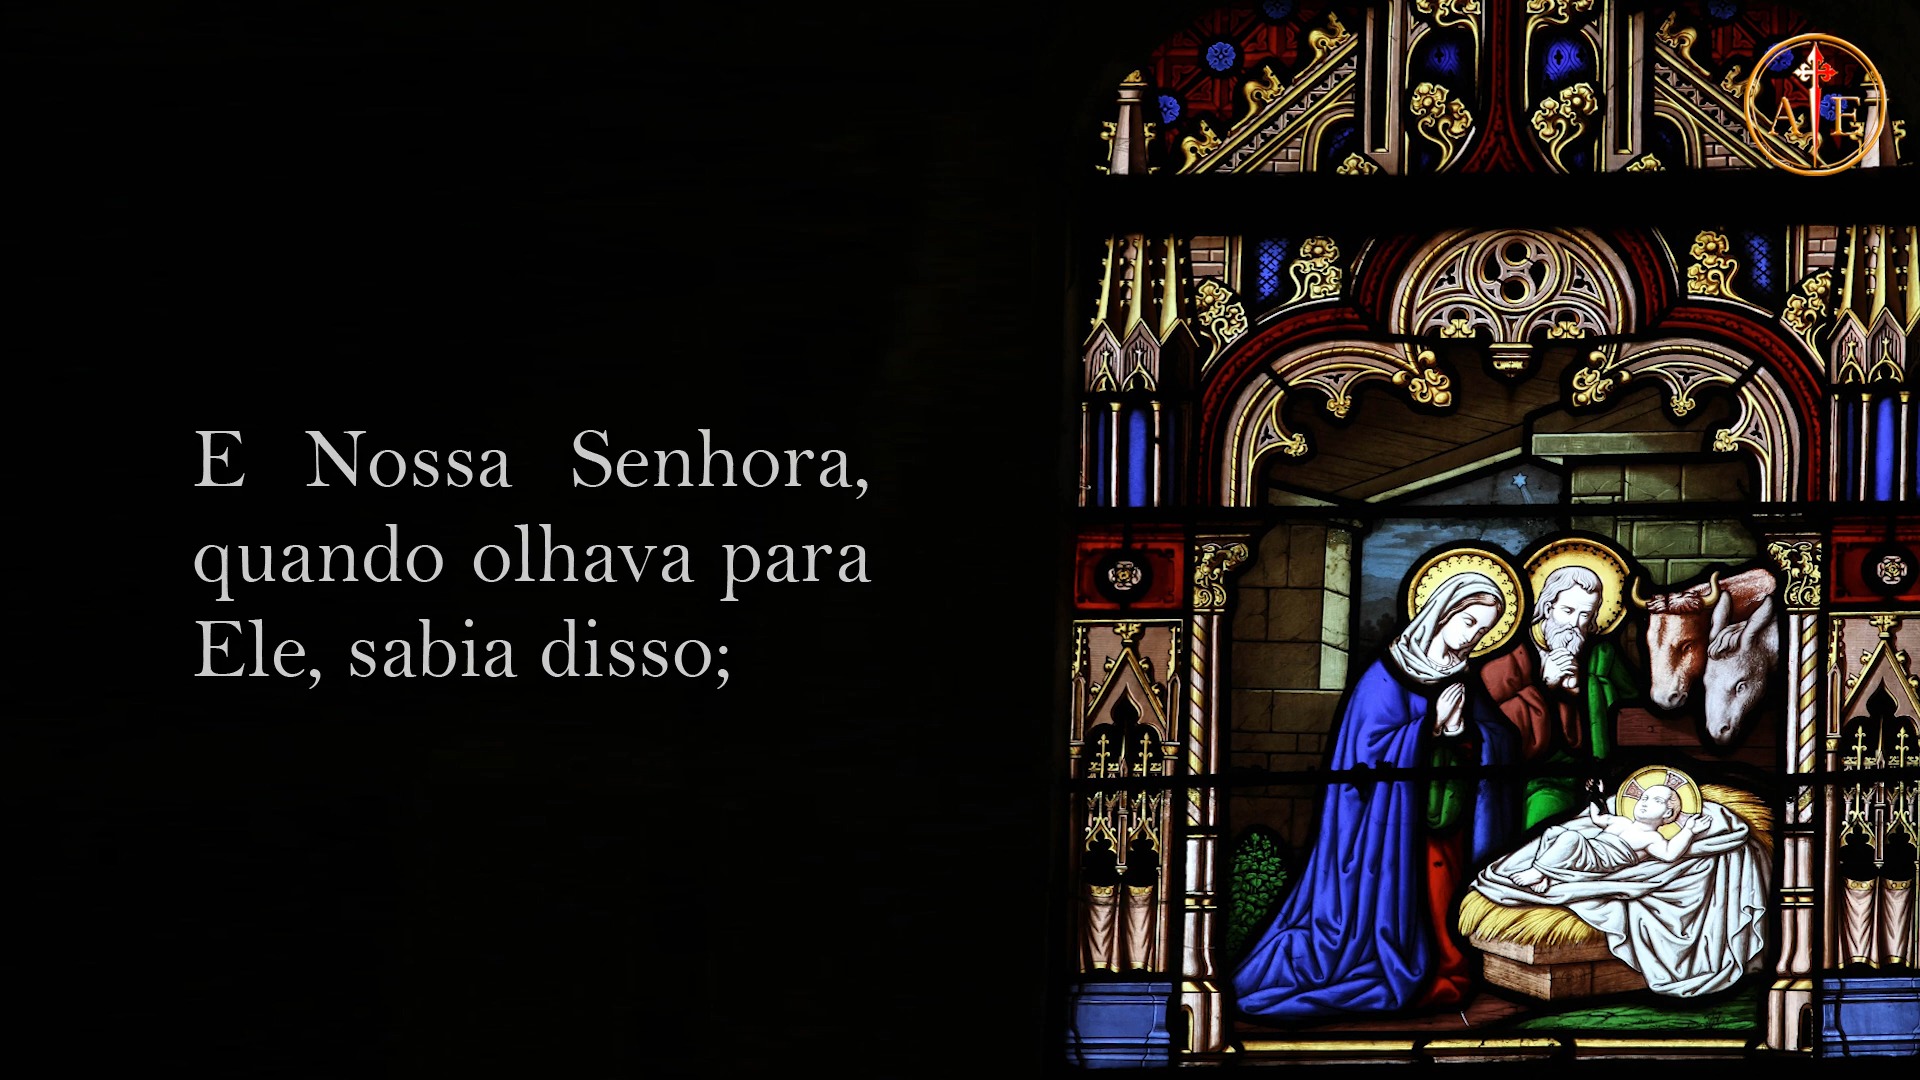 E Nossa Senhora,
quando olhava para
Ele, sabia disso;
A E